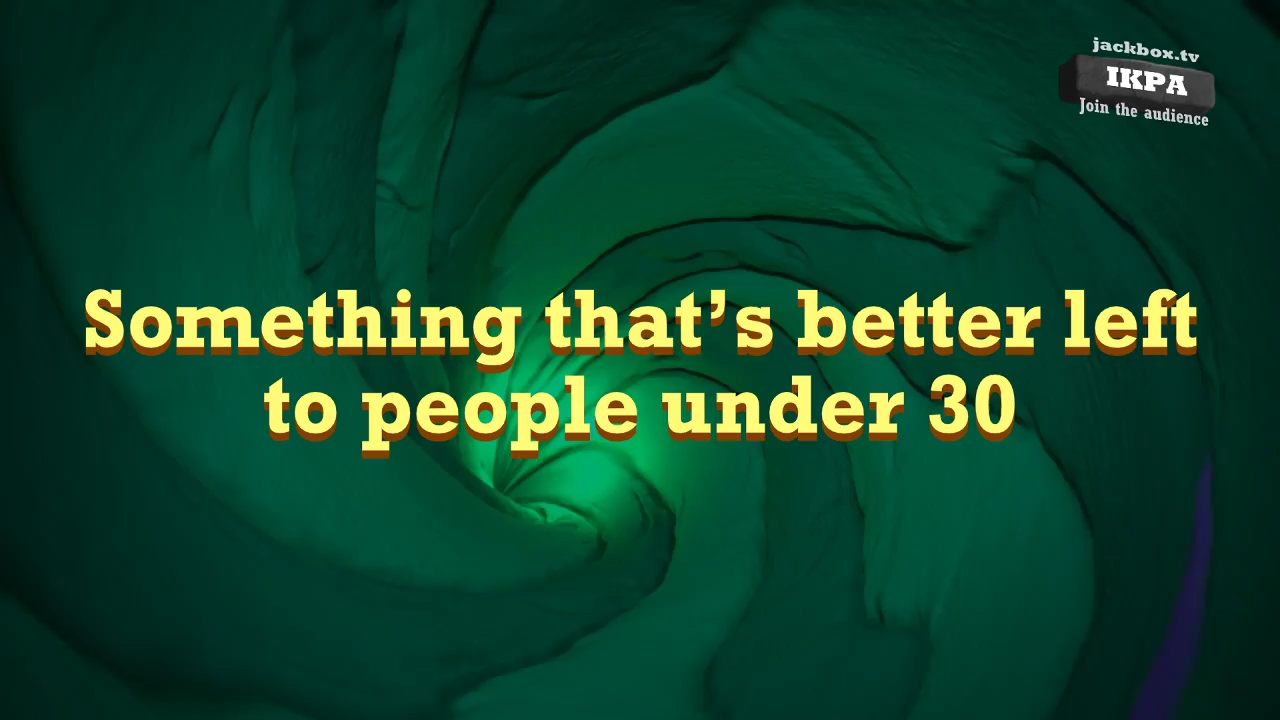 jackbox.tv
IKPA
Join the audience
Something that’s better left
to people under 30